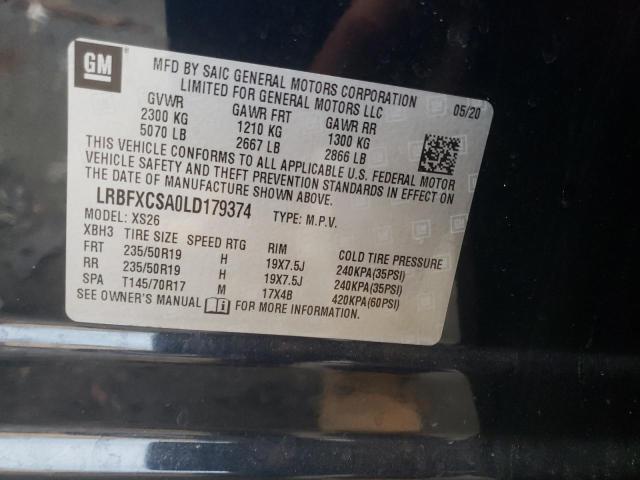 GM
MFD BY SAIC GENERAL MOTORS CORPORATION
LIMITED FOR GENERAL MOTORS LLC
05/20
GVWR GAWR FRT GAWR RR
2300 KG 1210 KG 1300 KG
5070 LB 2667 LB 2866 LB
THIS VEHICLE CONFORMS TO ALL APPLICABLE U.S. FEDERAL MOTOR
VEHICLE SAFETY AND THEFT PREVENTION STANDARDS IN EFFECT ON
THE DATE OF MANUFACTURE SHOWN ABOVE.
LRBFXCSA0LD179374 TYPE: M.P.V.
MODEL: XS26
XBH3 TIRE SIZE SPEED RTG RIM COLD TIRE PRESSURE
FRT 235/50R19 H 19X7.5J 240KPA(35PSI)
RR 235/50R19 H 19X7.5J 240KPA(35PSI)
SPA T145/70R17 M 17X4B 420KPA(60PSI)
SEE OWNER'S MANUAL FOR MORE INFORMATION.